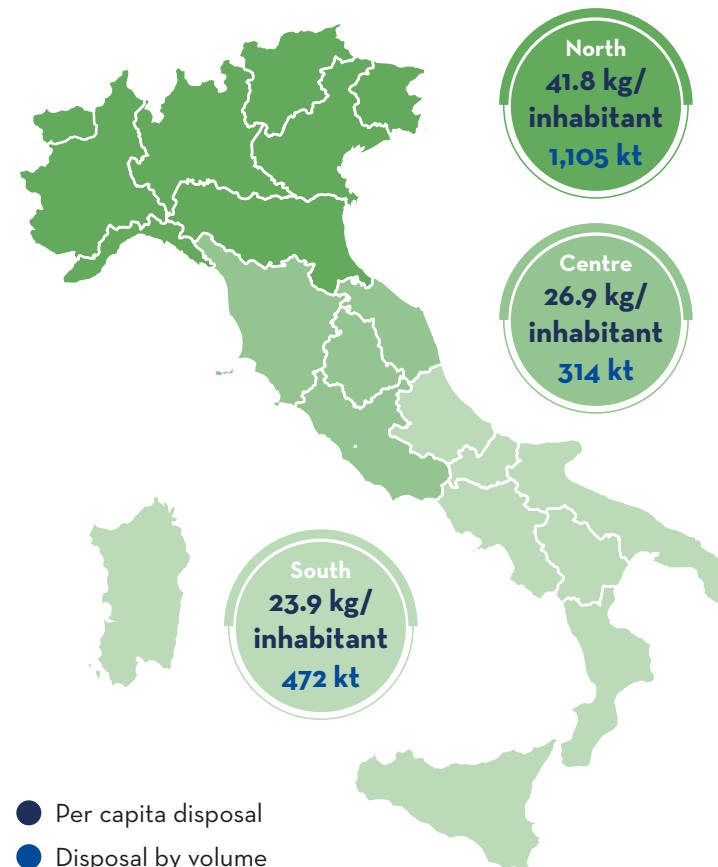 North
41.8 kg/
inhabitant
1,105 kt
Centre
26.9 kg/
inhabitant
314 kt
South
23.9 kg/
inhabitant
472 kt
Per capita disposal
Disposal by volume